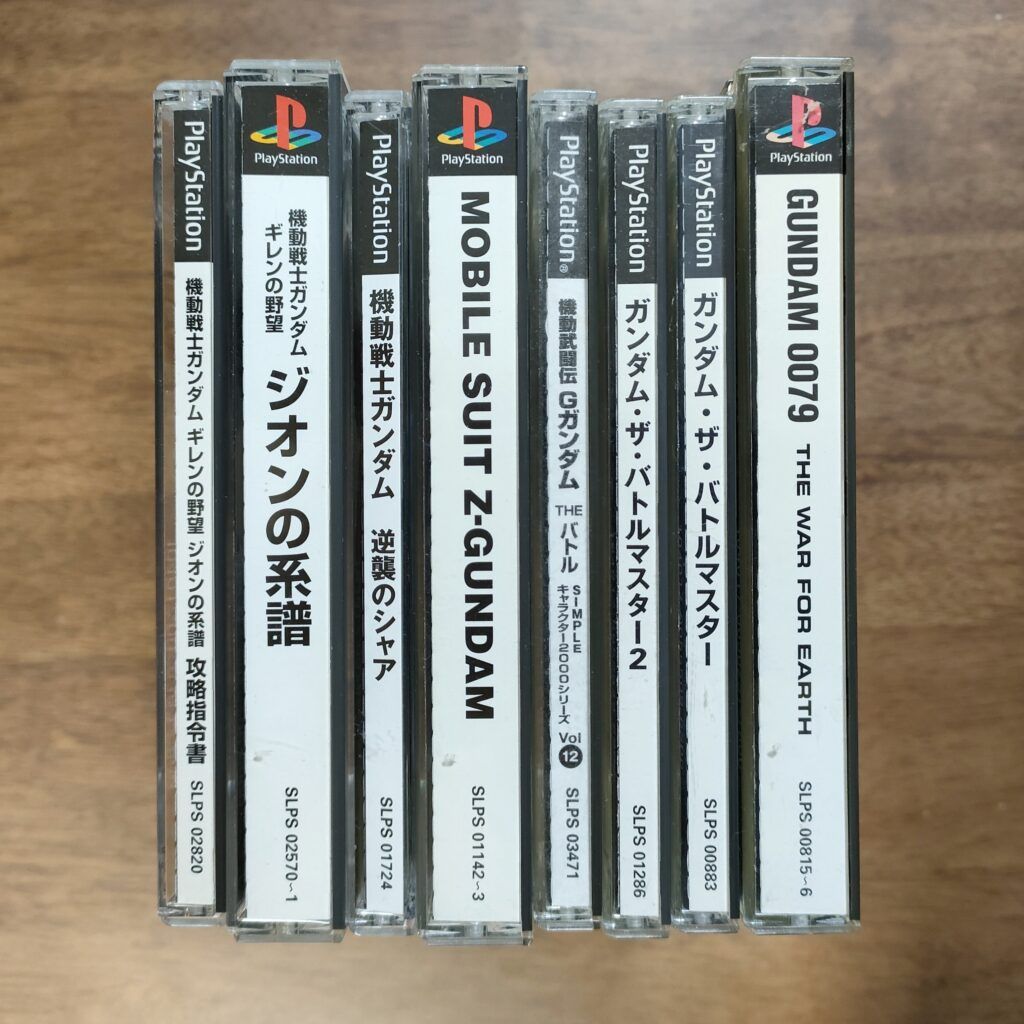 PlayStation
機動戦士ガンダム ギレンの野望 ジオンの系譜 攻略指令書
SLPS 02820
PlayStation
機動戦士ガンダム
ギレンの野望
ジオンの系譜
SLPS 02570~1
PlayStation
機動戦士ガンダム 逆襲のシャア
SLPS 01724
PlayStation
MOBILE SUIT Z-GUNDAM
SLPS 01142~3
PlayStation®
機動武闘伝 Gガンダム THE バトル
SIMPLE
キャラクター2000シリーズ
Vol 12
SLPS 03471
PlayStation
ガンダム・ザ・バトルマスター2
SLPS 01286
PlayStation
ガンダム・ザ・バトルマスター
SLPS 00883
PlayStation
GUNDAM 0079 THE WAR FOR EARTH
SLPS 00815~6